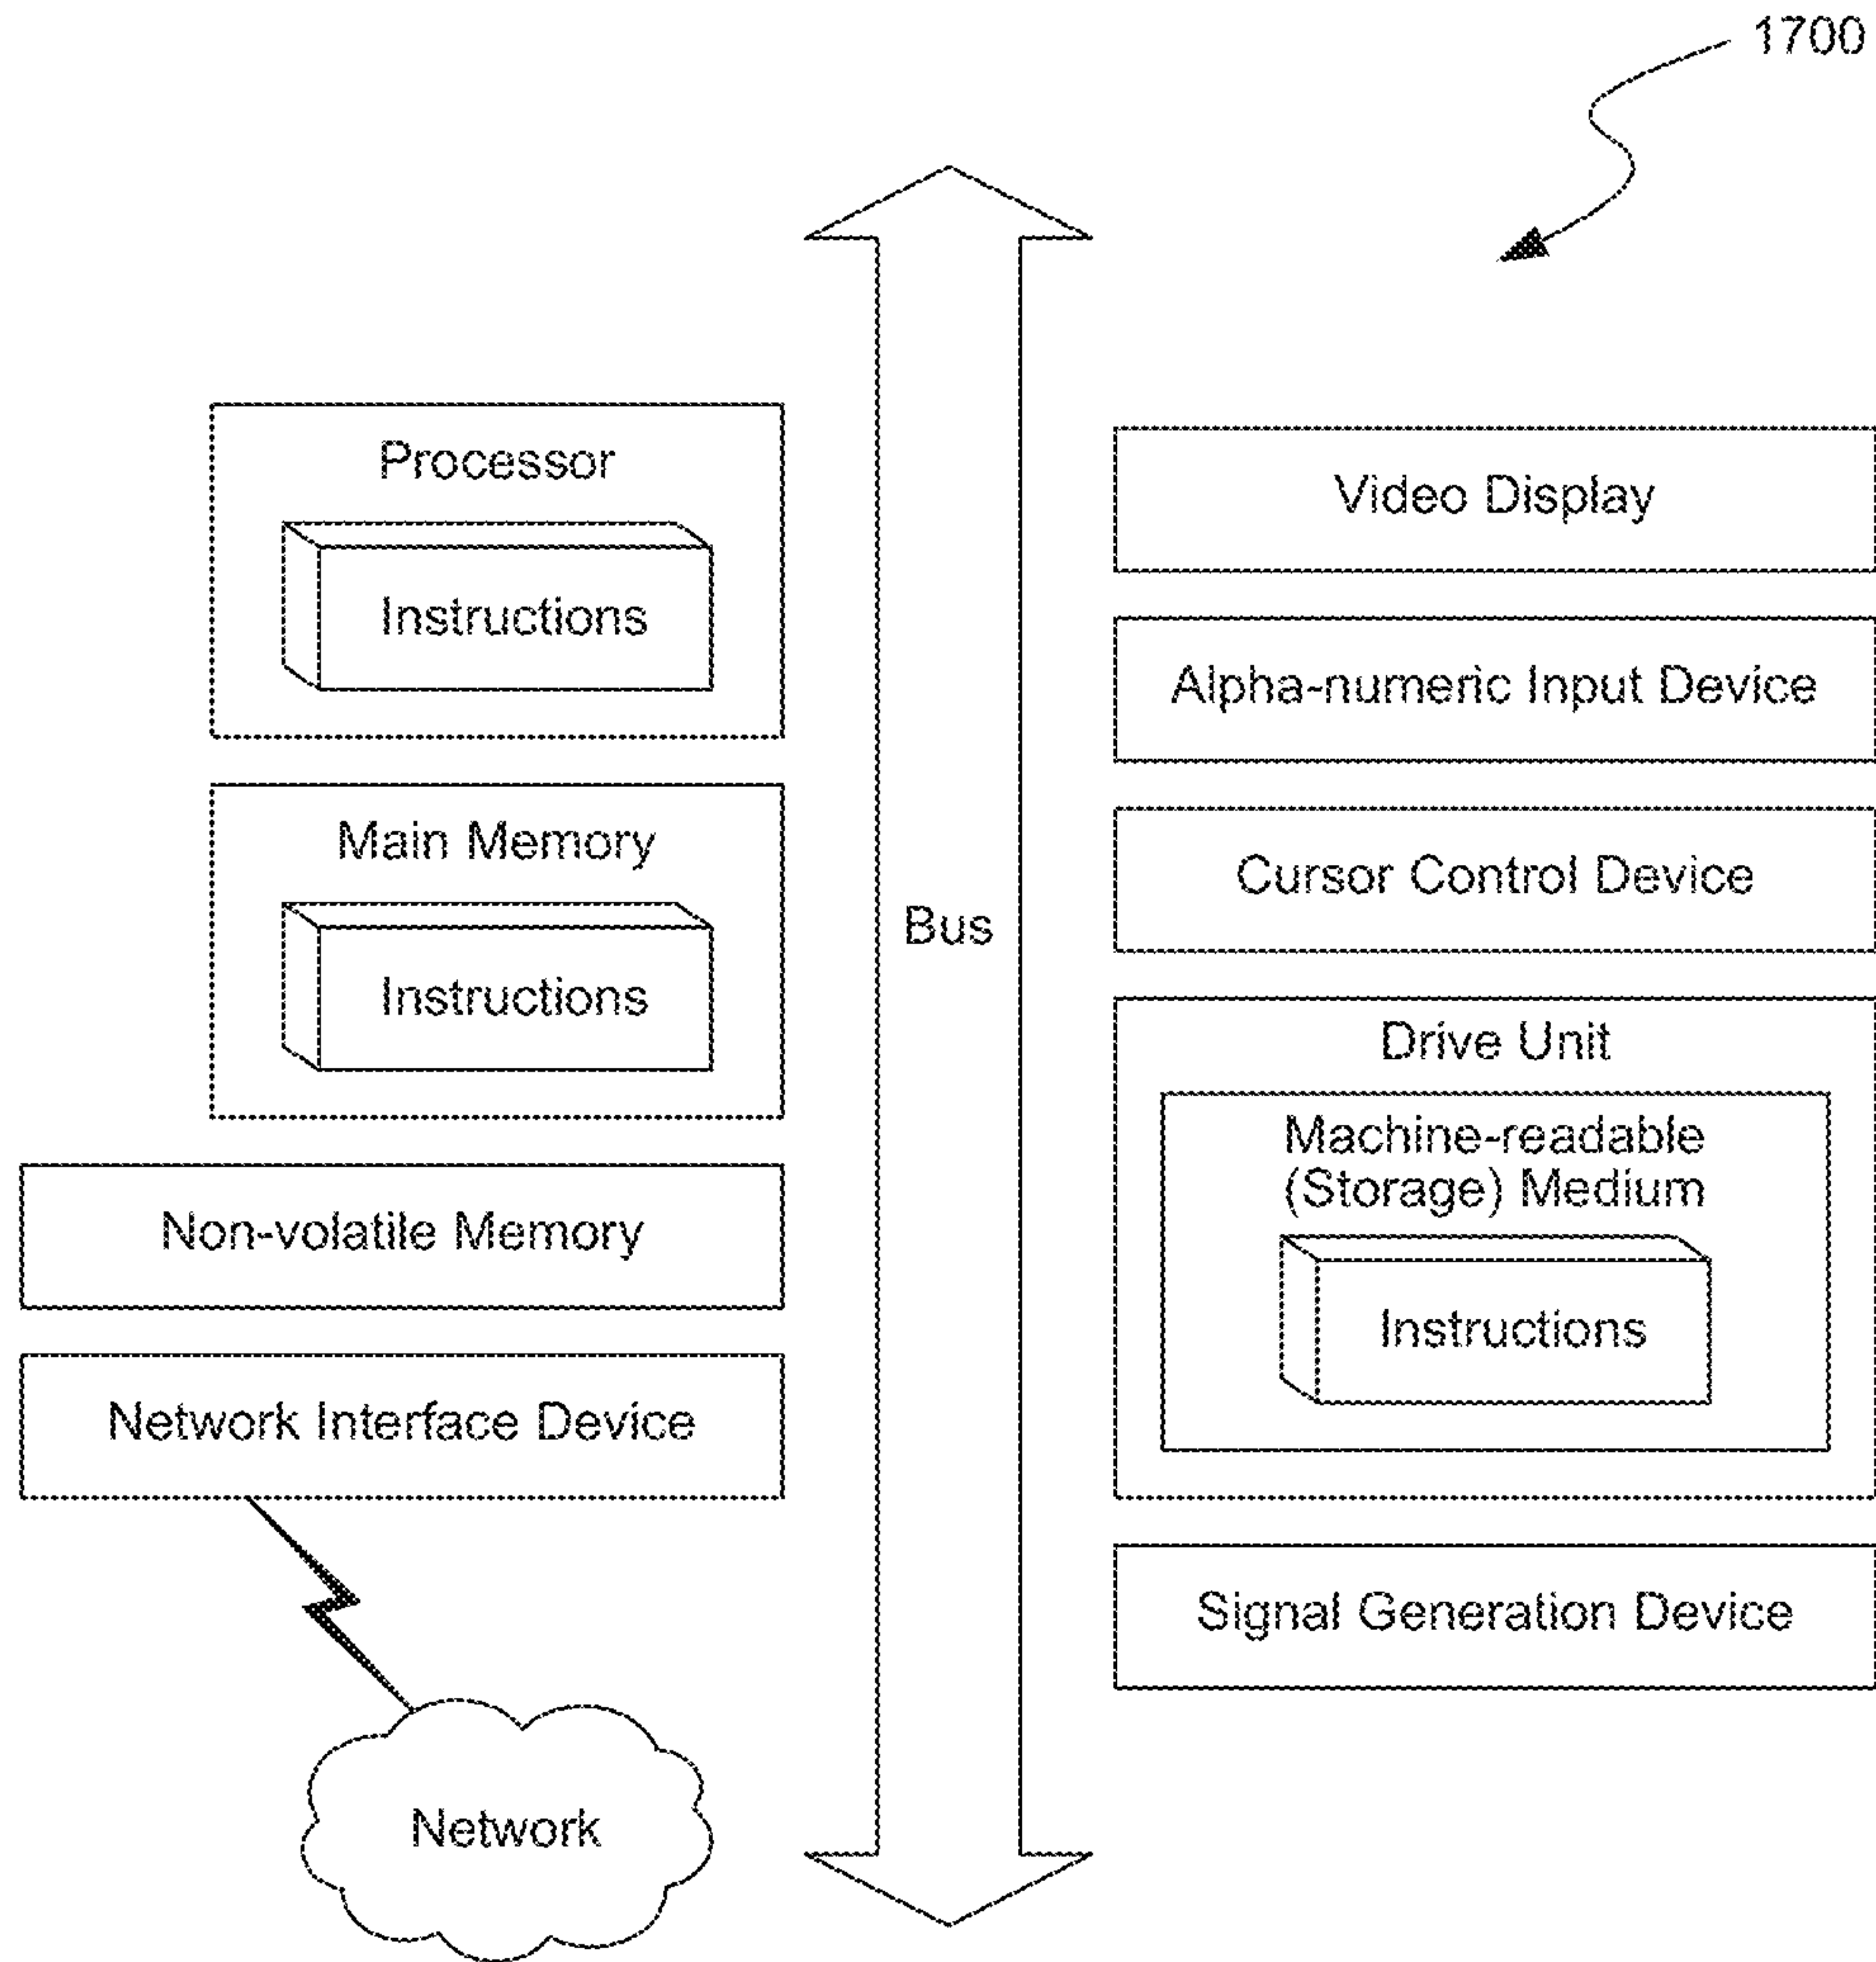 1700
Processor
Instructions
Main Memory
Instructions
Non-volatile Memory
Network Interface Device
Network
Bus
Video Display
Alpha-numeric Input Device
Cursor Control Device
Drive Unit
Machine-readable
(Storage) Medium
Instructions
Signal Generation Device